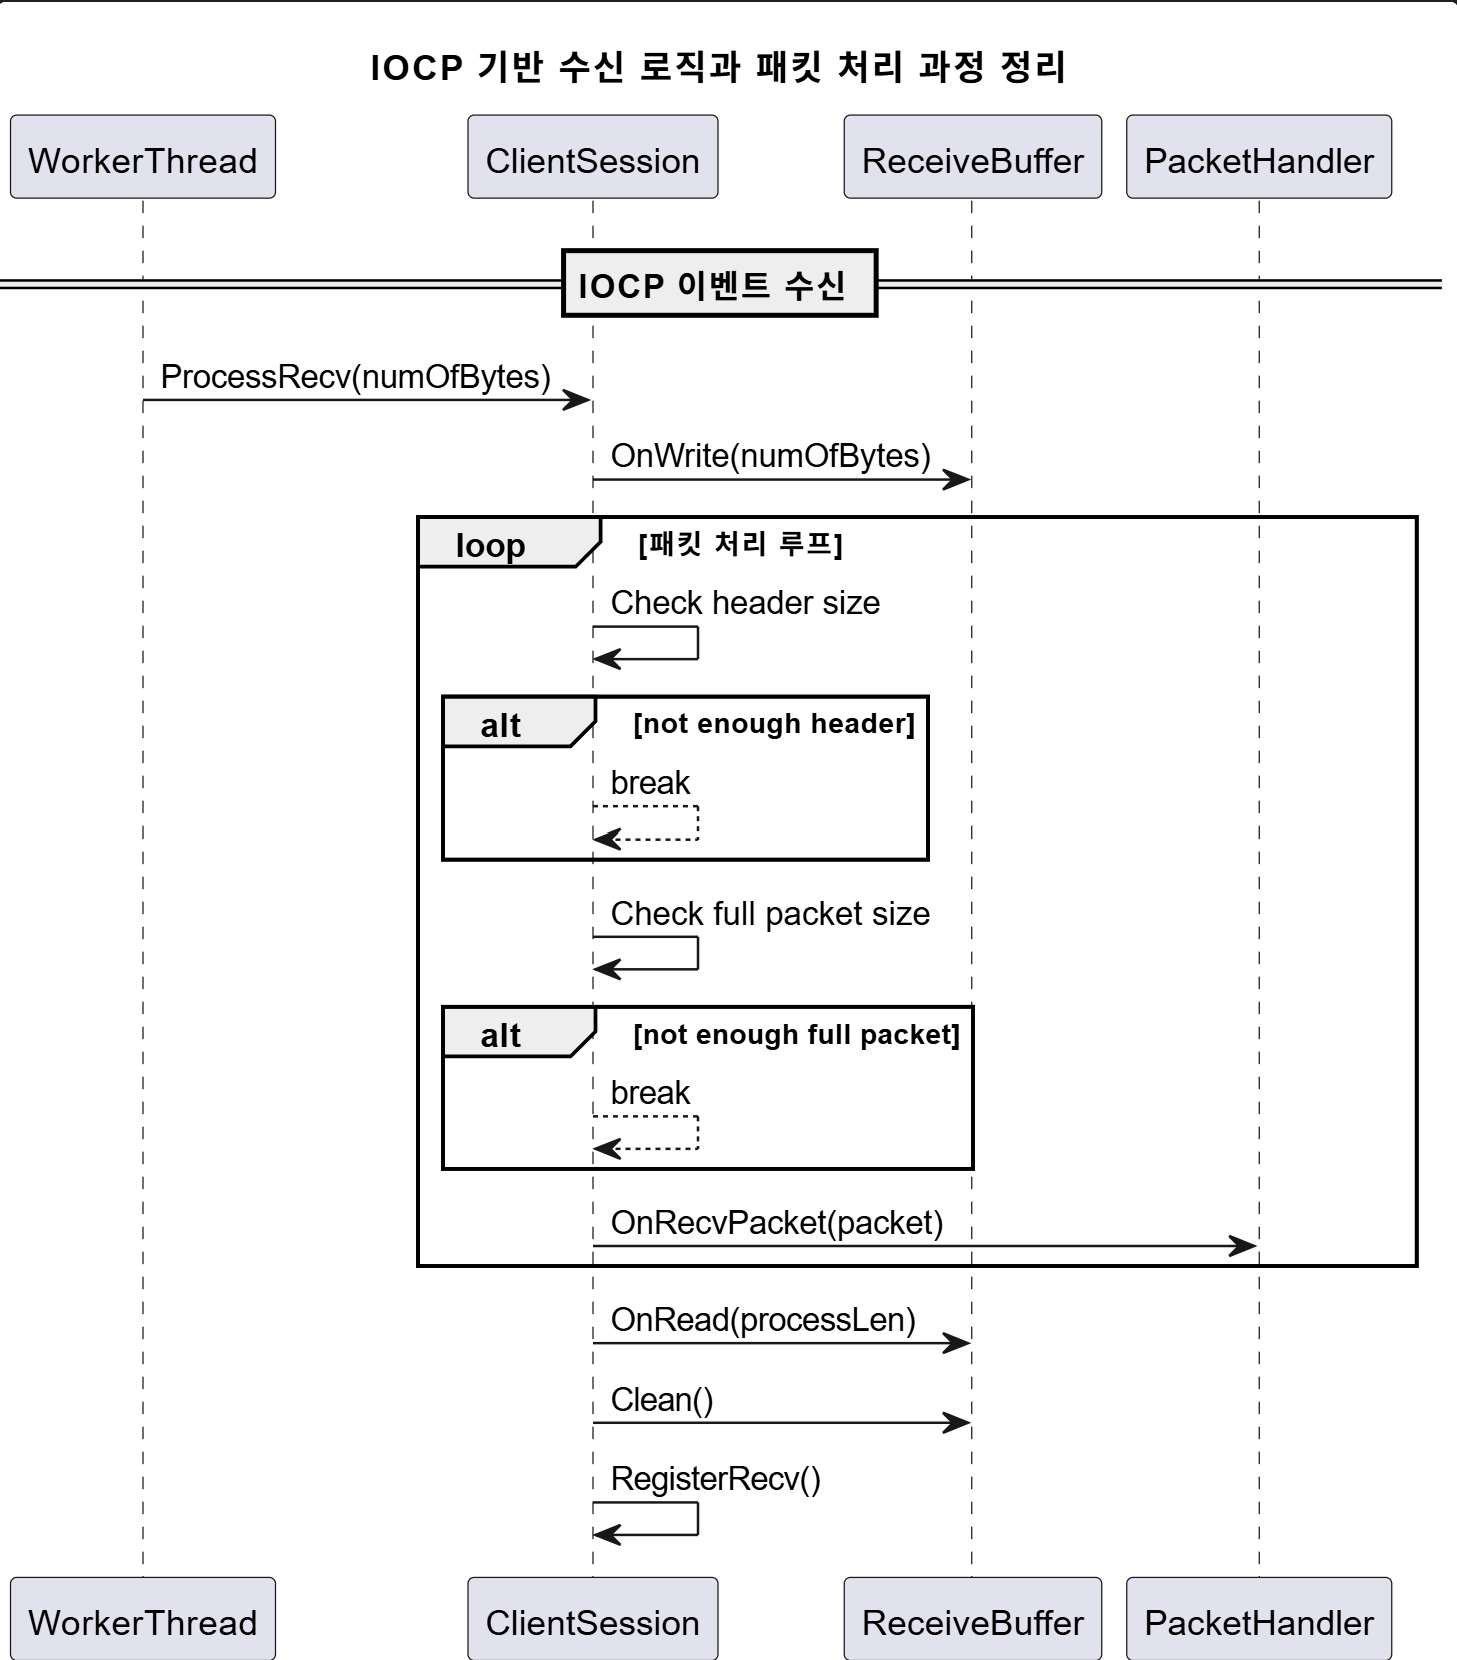 IOCP 기반 수신 로직과 패킷 처리 과정 정리
WorkerThread
ClientSession
ReceiveBuffer
PacketHandler
IOCP 이벤트 수신
ProcessRecv(numOfBytes)
OnWrite(numOfBytes)
loop
[패킷 처리 루프]
Check header size
alt
[not enough header]
break
Check full packet size
alt
[not enough full packet]
break
OnRecvPacket(packet)
OnRead(processLen)
Clean()
RegisterRecv()
WorkerThread
ClientSession
ReceiveBuffer
PacketHandler